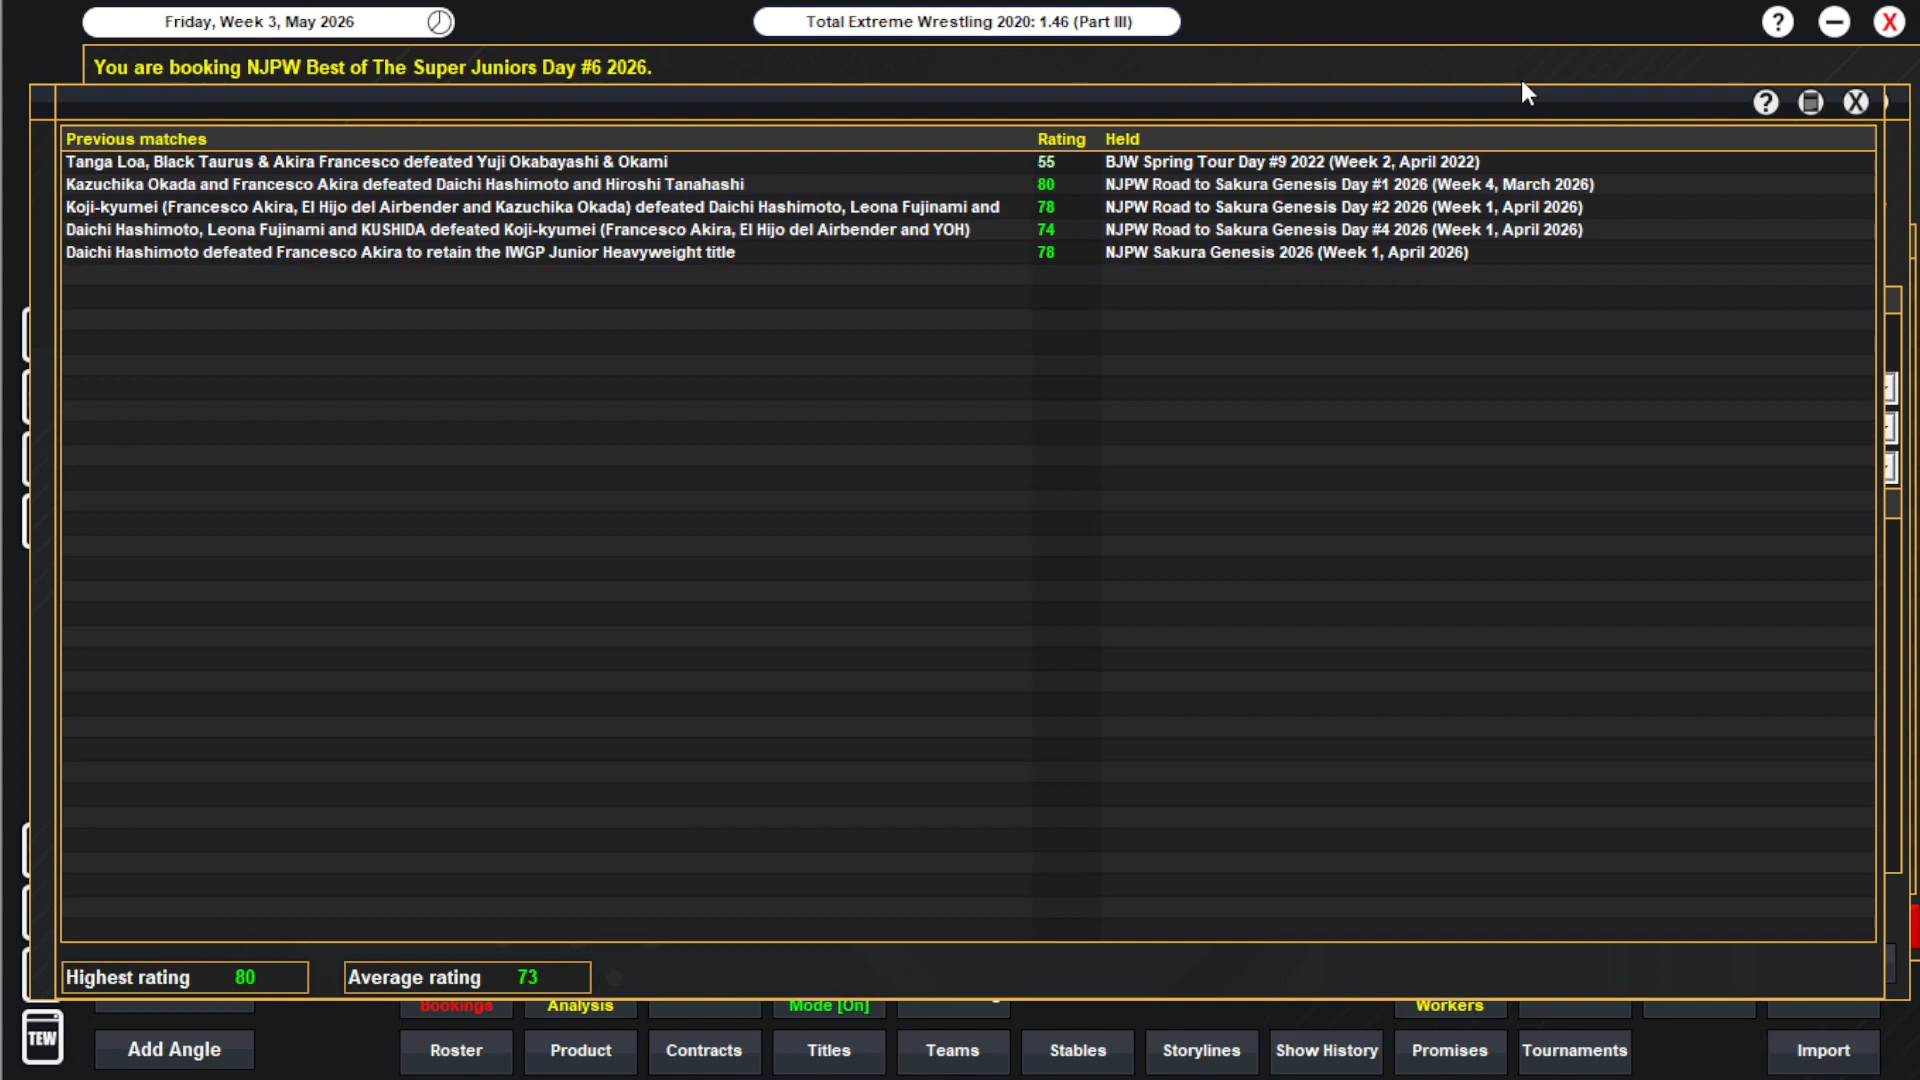 Friday, Week 3, May 2026
Total Extreme Wrestling 2020: 1.46 (Part III)
? X
You are booking NJPW Best of The Super Juniors Day #6 2026.
? X
Previous matches Rating Held
Tanga Loa, Black Taurus & Akira Francesco defeated Yuji Okabayashi & Okami 55 BJW Spring Tour Day #9 2022 (Week 2, April 2022)
Kazuchika Okada and Francesco Akira defeated Daichi Hashimoto and Hiroshi Tanahashi 80 NJPW Road to Sakura Genesis Day #1 2026 (Week 4, March 2026)
Koji-kyumei (Francesco Akira, El Hijo del Airbender and Kazuchika Okada) defeated Daichi Hashimoto, Leona Fujinami and 78 NJPW Road to Sakura Genesis Day #2 2026 (Week 1, April 2026)
Daichi Hashimoto, Leona Fujinami and KUSHIDA defeated Koji-kyumei (Francesco Akira, El Hijo del Airbender and YOH) 74 NJPW Road to Sakura Genesis Day #4 2026 (Week 1, April 2026)
Daichi Hashimoto defeated Francesco Akira to retain the IWGP Junior Heavyweight title 78 NJPW Sakura Genesis 2026 (Week 1, April 2026)
Highest rating 80 Average rating 73
Bookings Analysis Mode [On] Workers
TEW Add Angle Roster Product Contracts Titles Teams Stables Storylines Show History Promises Tournaments Import